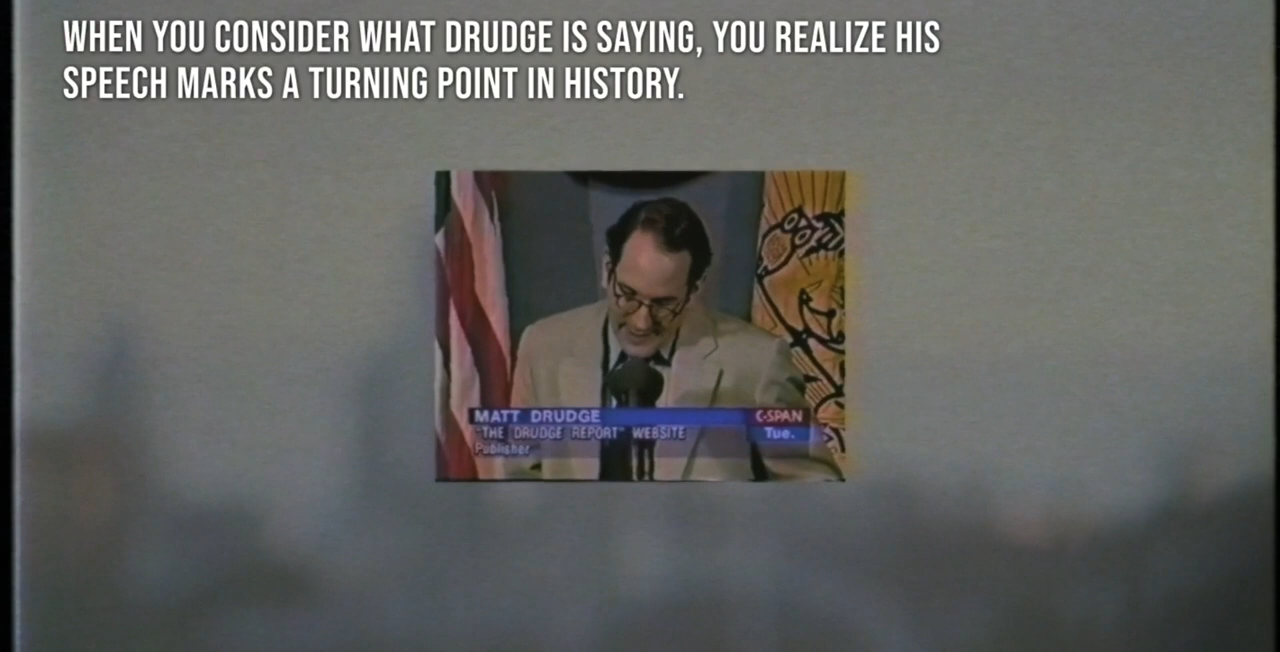 WHEN YOU CONSIDER WHAT DRUDGE IS SAYING, YOU REALIZE HIS
SPEECH MARKS A TURNING POINT IN HISTORY.
MATT DRUDGE
C-SPAN
"THE DRUDGE REPORT" WEBSITE
Tue.
Publisher